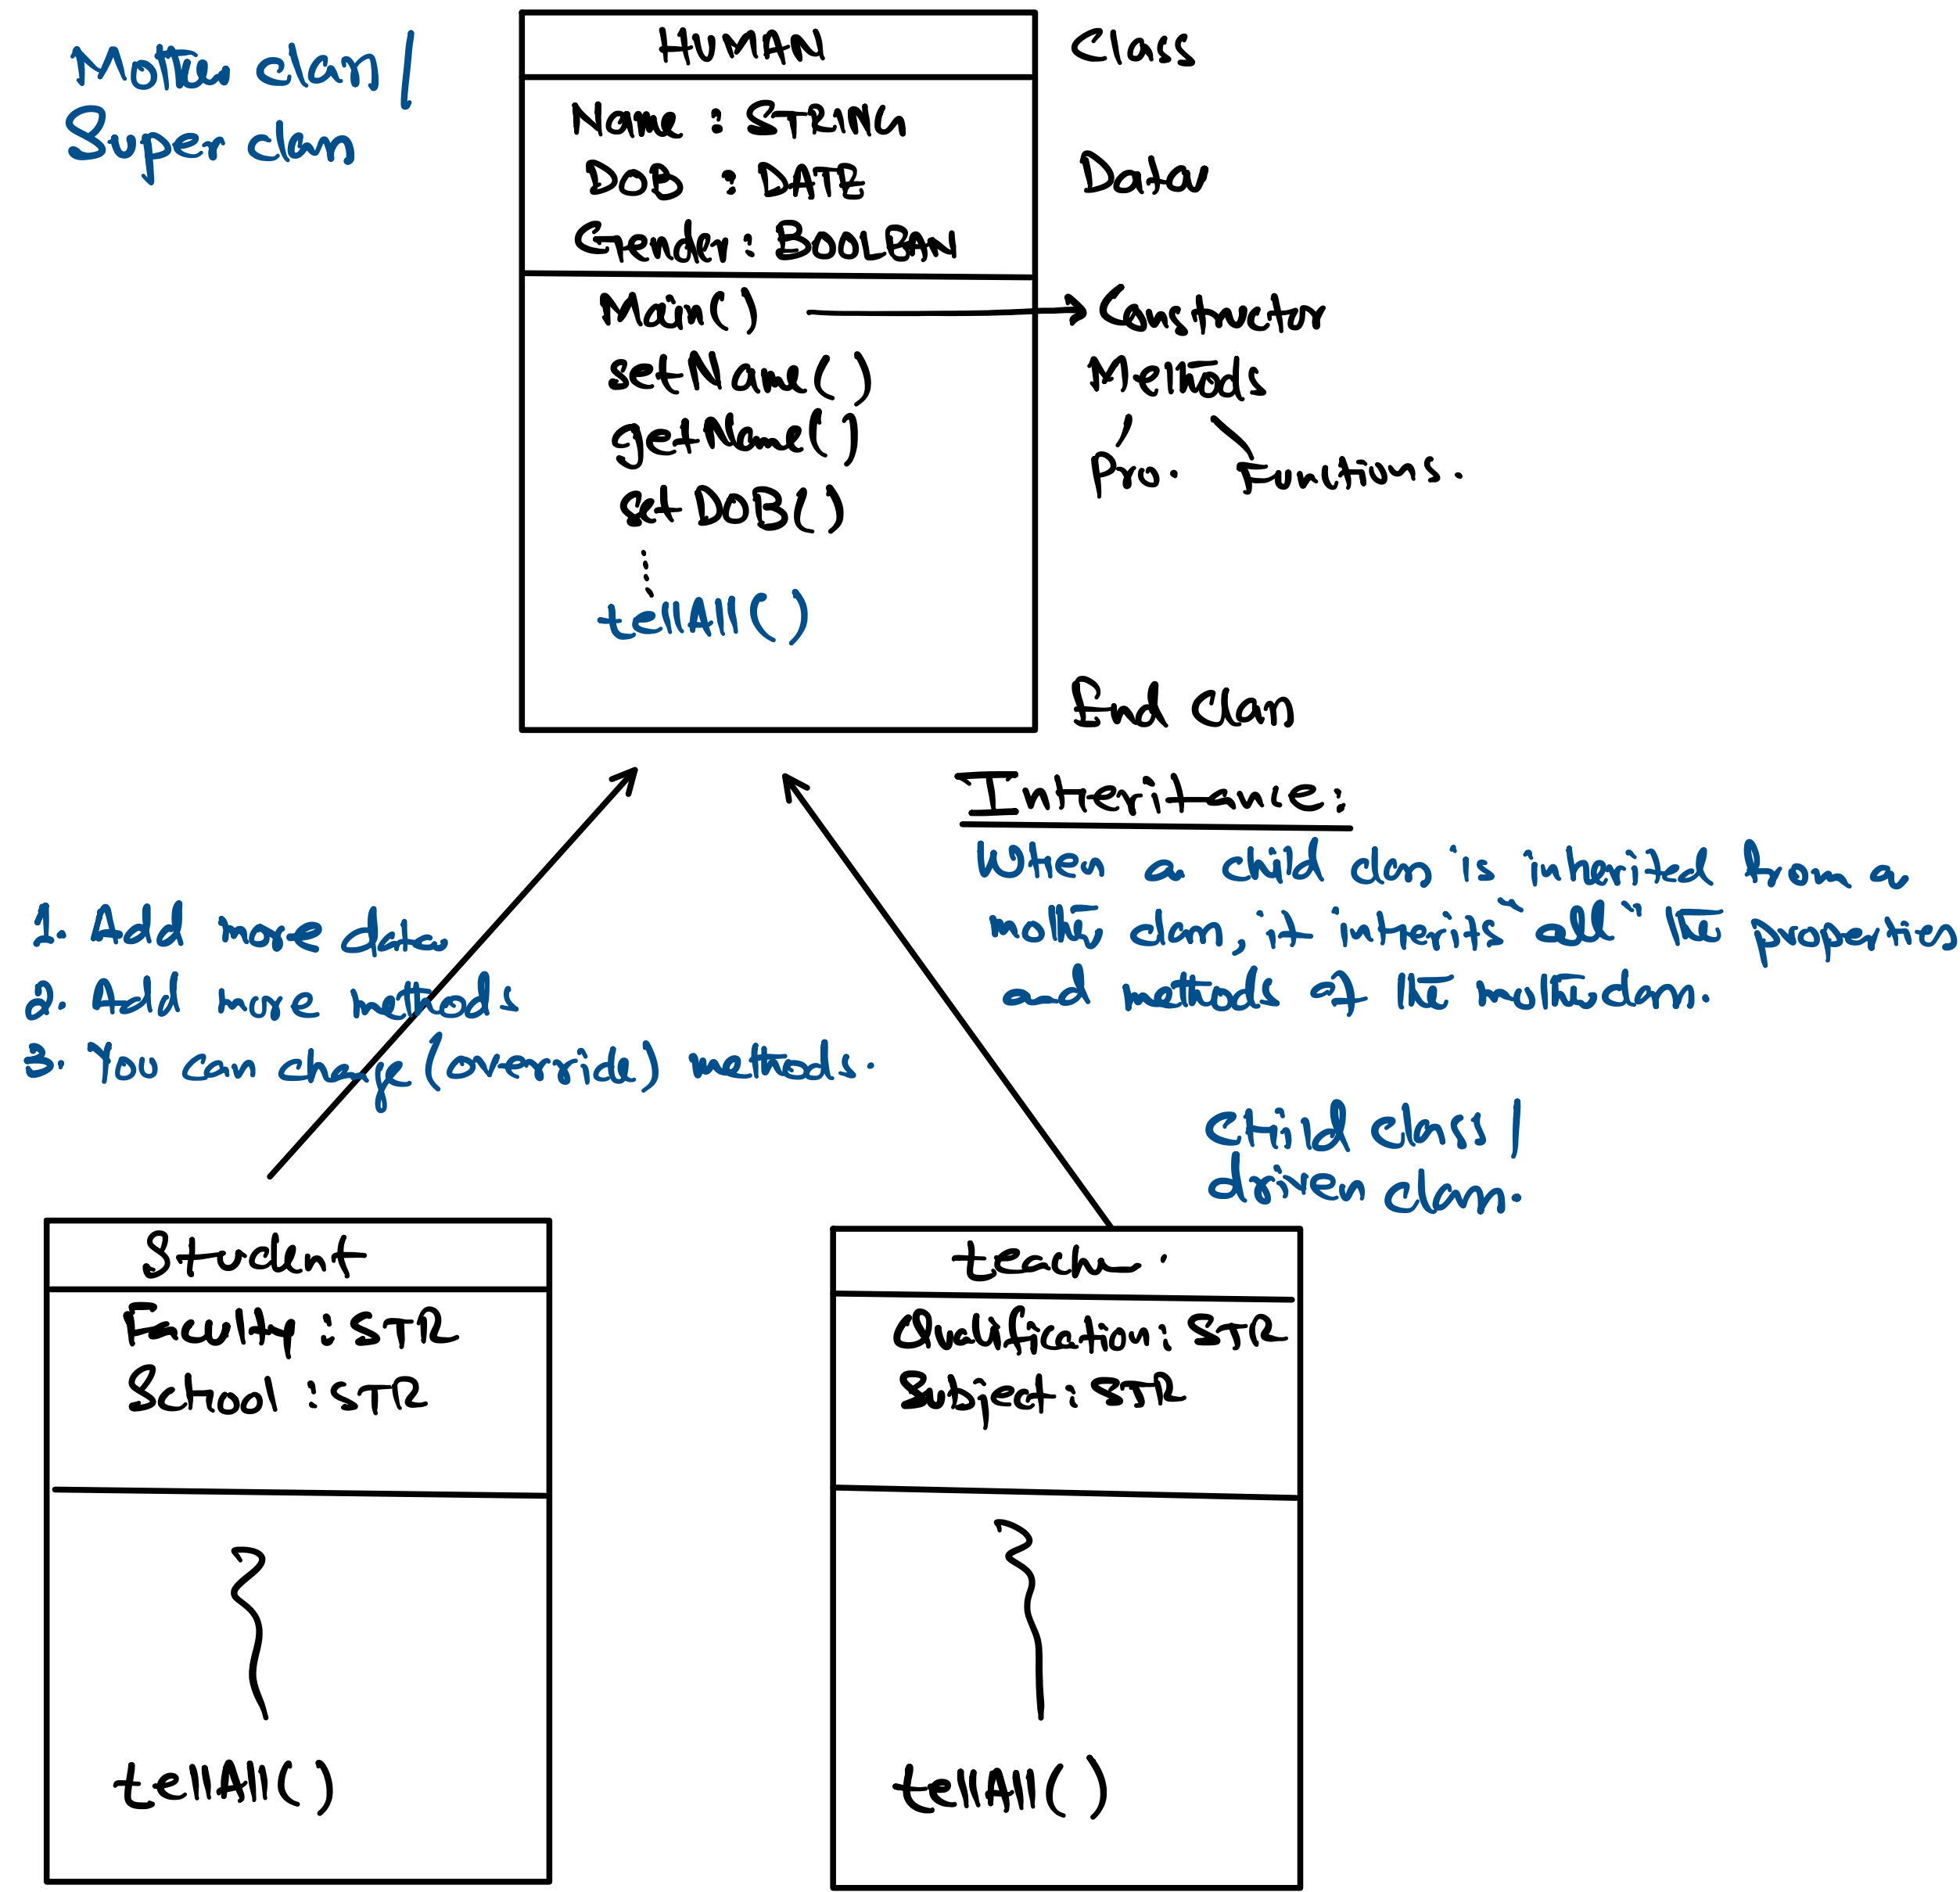 Mother class /
Super class
HUMAN
Name : STRING
DOB : DATE
Gender : BOOLEAN
Main()
setName()
getName()
setDOB()
tellAll()
Class
Data
Constructor
Methods
Pro. Functions.
End Class
Inheritance:
When a child class is inherited from a
mother class, it inherits all the properties
and methods of the mother class.
1. Add more data.
2. Add more methods
3. You can change (override) methods.
Child class /
driven class.
Student
Faculty : STR
School : STR
tellAll()
teacher.
Qualification: STR
Subject: STR
tellAll()